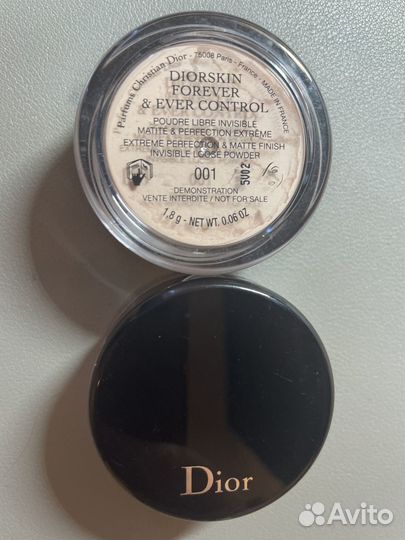 Parfums Christian Dior - 75008 Paris - France - MADE IN FRANCE
DIORSKIN
FOREVER
& EVER CONTROL
POUDRE LIBRE INVISIBLE
MATITÉ & PERFECTION EXTRÊME
EXTREME PERFECTION & MATTE FINISH
INVISIBLE LOOSE POWDER
001
5U02
DEMONSTRATION
VENTE INTERDITE / NOT FOR SALE
1,8 g - NET WT. 0.06 OZ
Dior
Avito